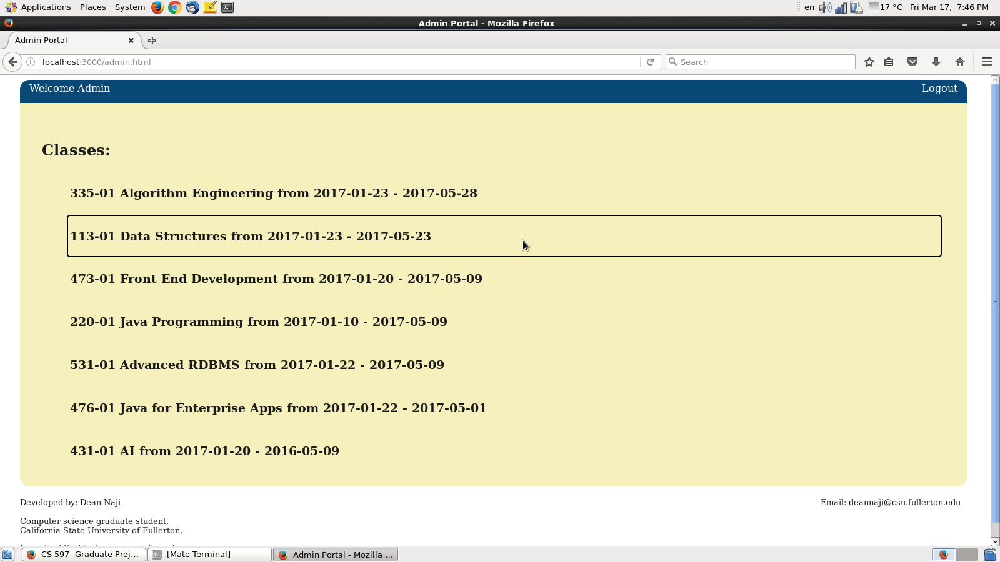 Applications Places System en 17 °C Fri Mar 17, 7:46 PM
Admin Portal - Mozilla Firefox
Admin Portal
localhost:3000/admin.html Search
Welcome Admin Logout
Classes:
335-01 Algorithm Engineering from 2017-01-23 - 2017-05-28
113-01 Data Structures from 2017-01-23 - 2017-05-23
473-01 Front End Development from 2017-01-20 - 2017-05-09
220-01 Java Programming from 2017-01-10 - 2017-05-09
531-01 Advanced RDBMS from 2017-01-22 - 2017-05-09
476-01 Java for Enterprise Apps from 2017-01-22 - 2017-05-01
431-01 AI from 2017-01-20 - 2016-05-09
Developed by: Dean Naji Email: deannaji@csu.fullerton.edu
Computer science graduate student.
California State University of Fullerton.
CS 597- Graduate Proj... [Mate Terminal] Admin Portal - Mozilla ...